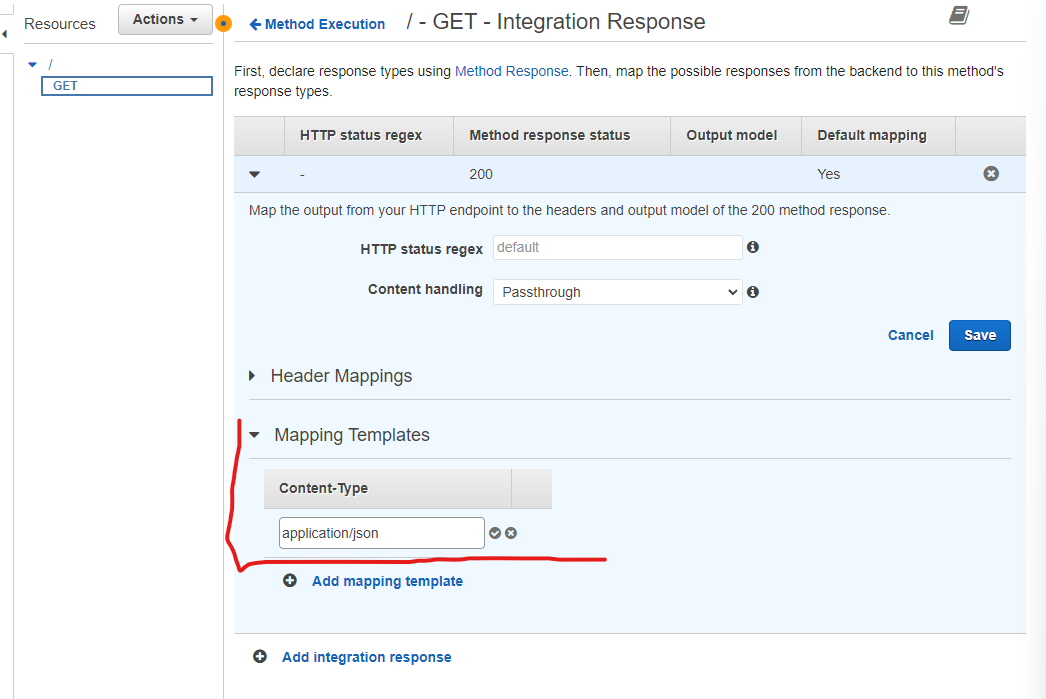 Resources
Actions
Method Execution
/ - GET - Integration Response
/
GET
First, declare response types using Method Response. Then, map the possible responses from the backend to this method's
response types.
HTTP status regex
Method response status
Output model
Default mapping
-
200
Yes
Map the output from your HTTP endpoint to the headers and output model of the 200 method response.
HTTP status regex
default
Content handling
Passthrough
Cancel
Save
Header Mappings
Mapping Templates
Content-Type
application/json
Add mapping template
Add integration response